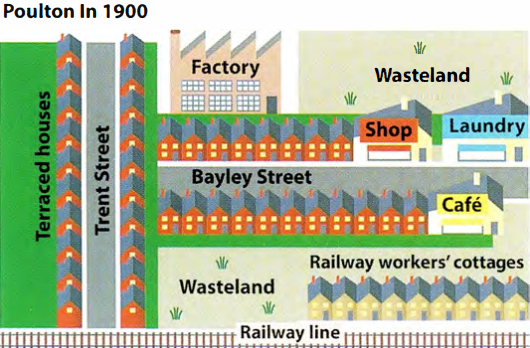 Poulton In 1900
Factory
Wasteland
Terraced houses
Trent Street
Shop
Laundry
Bayley Street
Café
Railway workers' cottages
Wasteland
Railway line